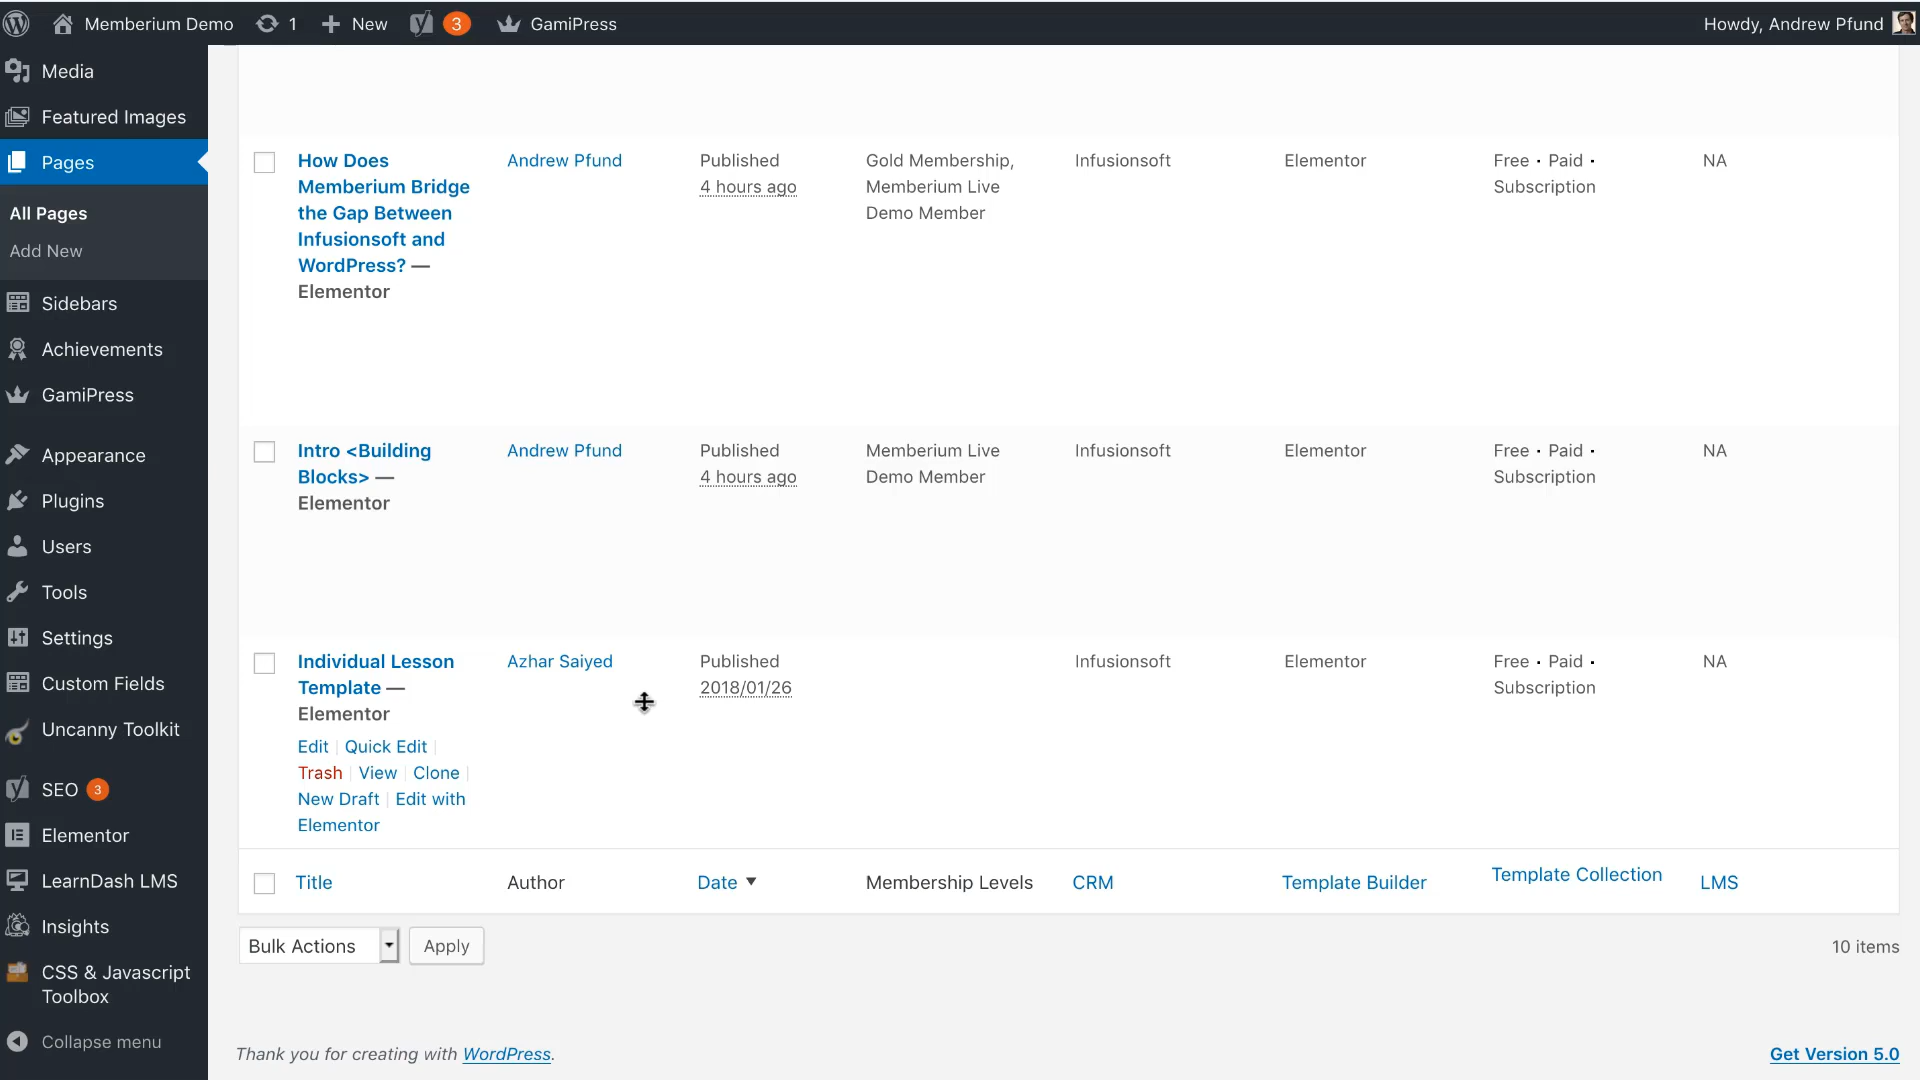 Memberium Demo 1 New 3 GamiPress Howdy, Andrew Pfund
Media
Featured Images
Pages
All Pages
Add New
Sidebars
Achievements
GamiPress
Appearance
Plugins
Users
Tools
Settings
Custom Fields
Uncanny Toolkit
SEO 3
Elementor
LearnDash LMS
Insights
CSS & Javascript
Toolbox
Collapse menu
How Does
Memberium Bridge
the Gap Between
Infusionsoft and
WordPress? —
Elementor
Andrew Pfund
Published
4 hours ago
Gold Membership,
Memberium Live
Demo Member
Infusionsoft
Elementor
Free · Paid ·
Subscription
NA
Intro <Building
Blocks> —
Elementor
Andrew Pfund
Published
4 hours ago
Memberium Live
Demo Member
Infusionsoft
Elementor
Free · Paid ·
Subscription
NA
Individual Lesson
Template —
Elementor
Edit | Quick Edit |
Trash | View | Clone |
New Draft | Edit with
Elementor
Azhar Saiyed
Published
2018/01/26
Infusionsoft
Elementor
Free · Paid ·
Subscription
NA
Title Author Date Membership Levels CRM Template Builder Template Collection LMS
Bulk Actions Apply 10 items
Thank you for creating with WordPress. Get Version 5.0